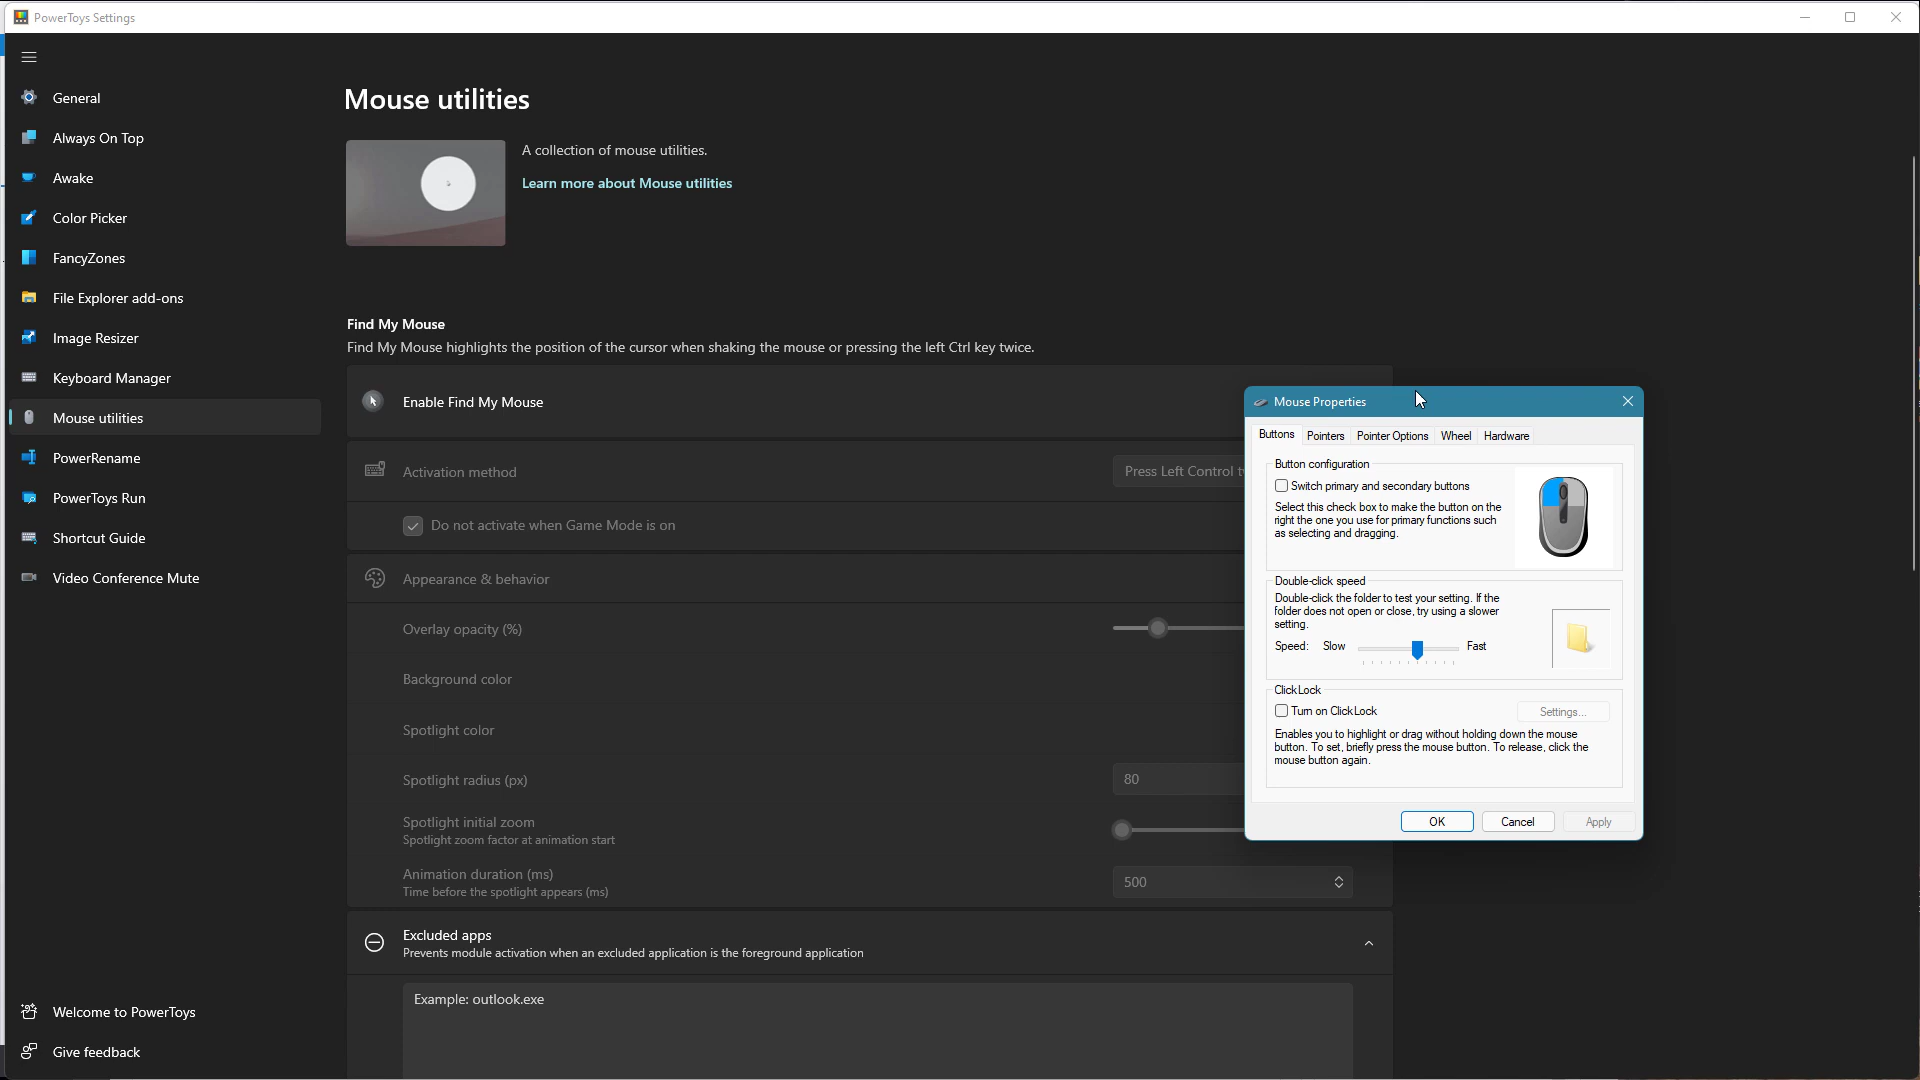 PowerToys Settings
General
Always On Top
Awake
Color Picker
FancyZones
File Explorer add-ons
Image Resizer
Keyboard Manager
Mouse utilities
PowerRename
PowerToys Run
Shortcut Guide
Video Conference Mute
Welcome to PowerToys
Give feedback
Mouse utilities
A collection of mouse utilities.
Learn more about Mouse utilities
Find My Mouse
Find My Mouse highlights the position of the cursor when shaking the mouse or pressing the left Ctrl key twice.
Enable Find My Mouse
Activation method
Press Left Control
Do not activate when Game Mode is on
Appearance & behavior
Overlay opacity (%)
Background color
Spotlight color
Spotlight radius (px)
80
Spotlight initial zoom
Spotlight zoom factor at animation start
Animation duration (ms)
Time before the spotlight appears (ms)
500
Excluded apps
Prevents module activation when an excluded application is the foreground application
Example: outlook.exe
Mouse Properties
Buttons Pointers Pointer Options Wheel Hardware
Button configuration
Switch primary and secondary buttons
Select this check box to make the button on the
right the one you use for primary functions such
as selecting and dragging.
Double-click speed
Double-click the folder to test your setting. If the
folder does not open or close, try using a slower
setting.
Speed: Slow Fast
ClickLock
Turn on ClickLock
Settings...
Enables you to highlight or drag without holding down the mouse
button. To set, briefly press the mouse button. To release, click the
mouse button again.
OK Cancel Apply